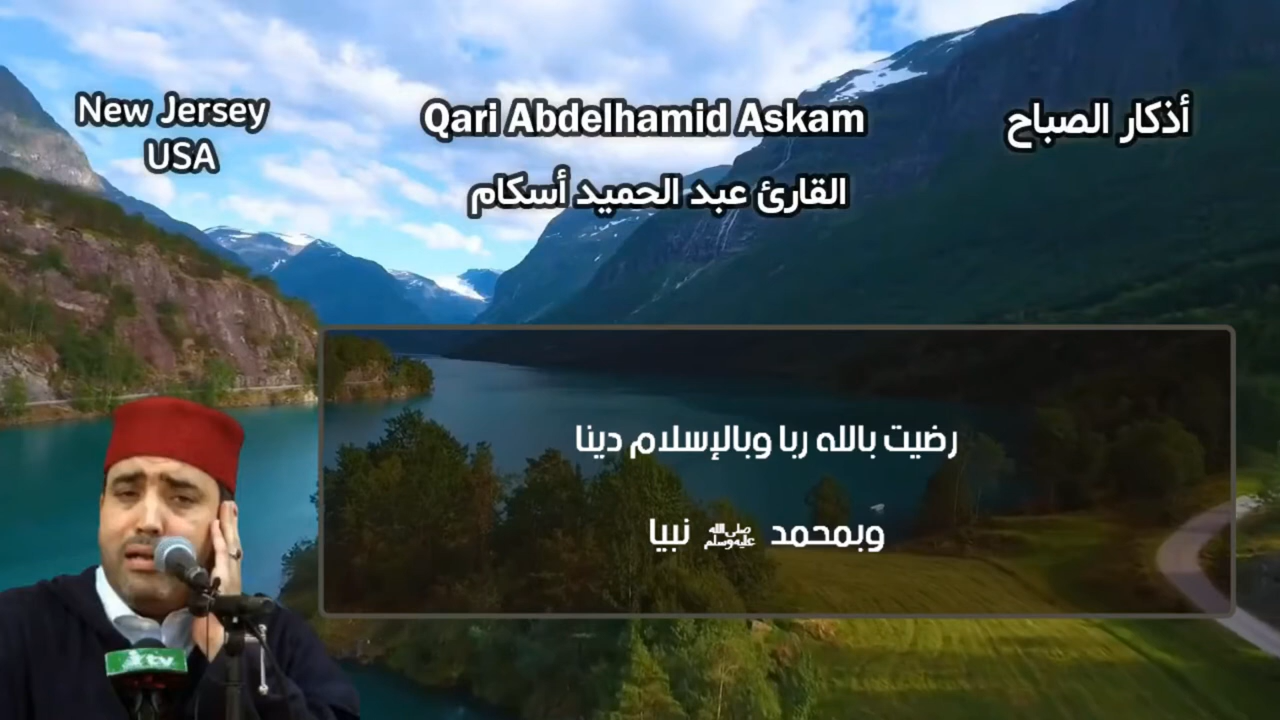 New Jersey
USA
Qari Abdelhamid Askam
القارئ عبد الحميد أسكام
أذكار الصباح
رضيت بالله ربا وبالإسلام دينا
وبمحمد ﷺ نبيا
tv